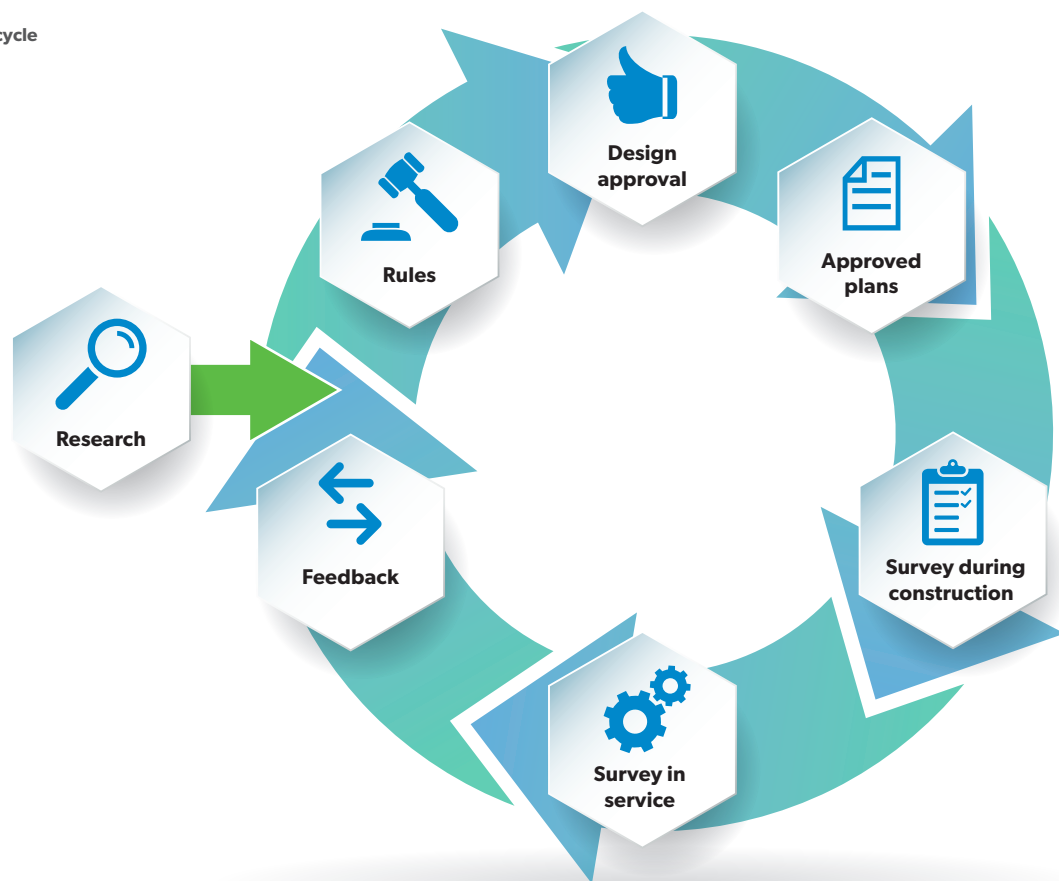 cycle
Design
approval
Approved
plans
Rules
Research
Feedback
Survey during
construction
Survey in
service